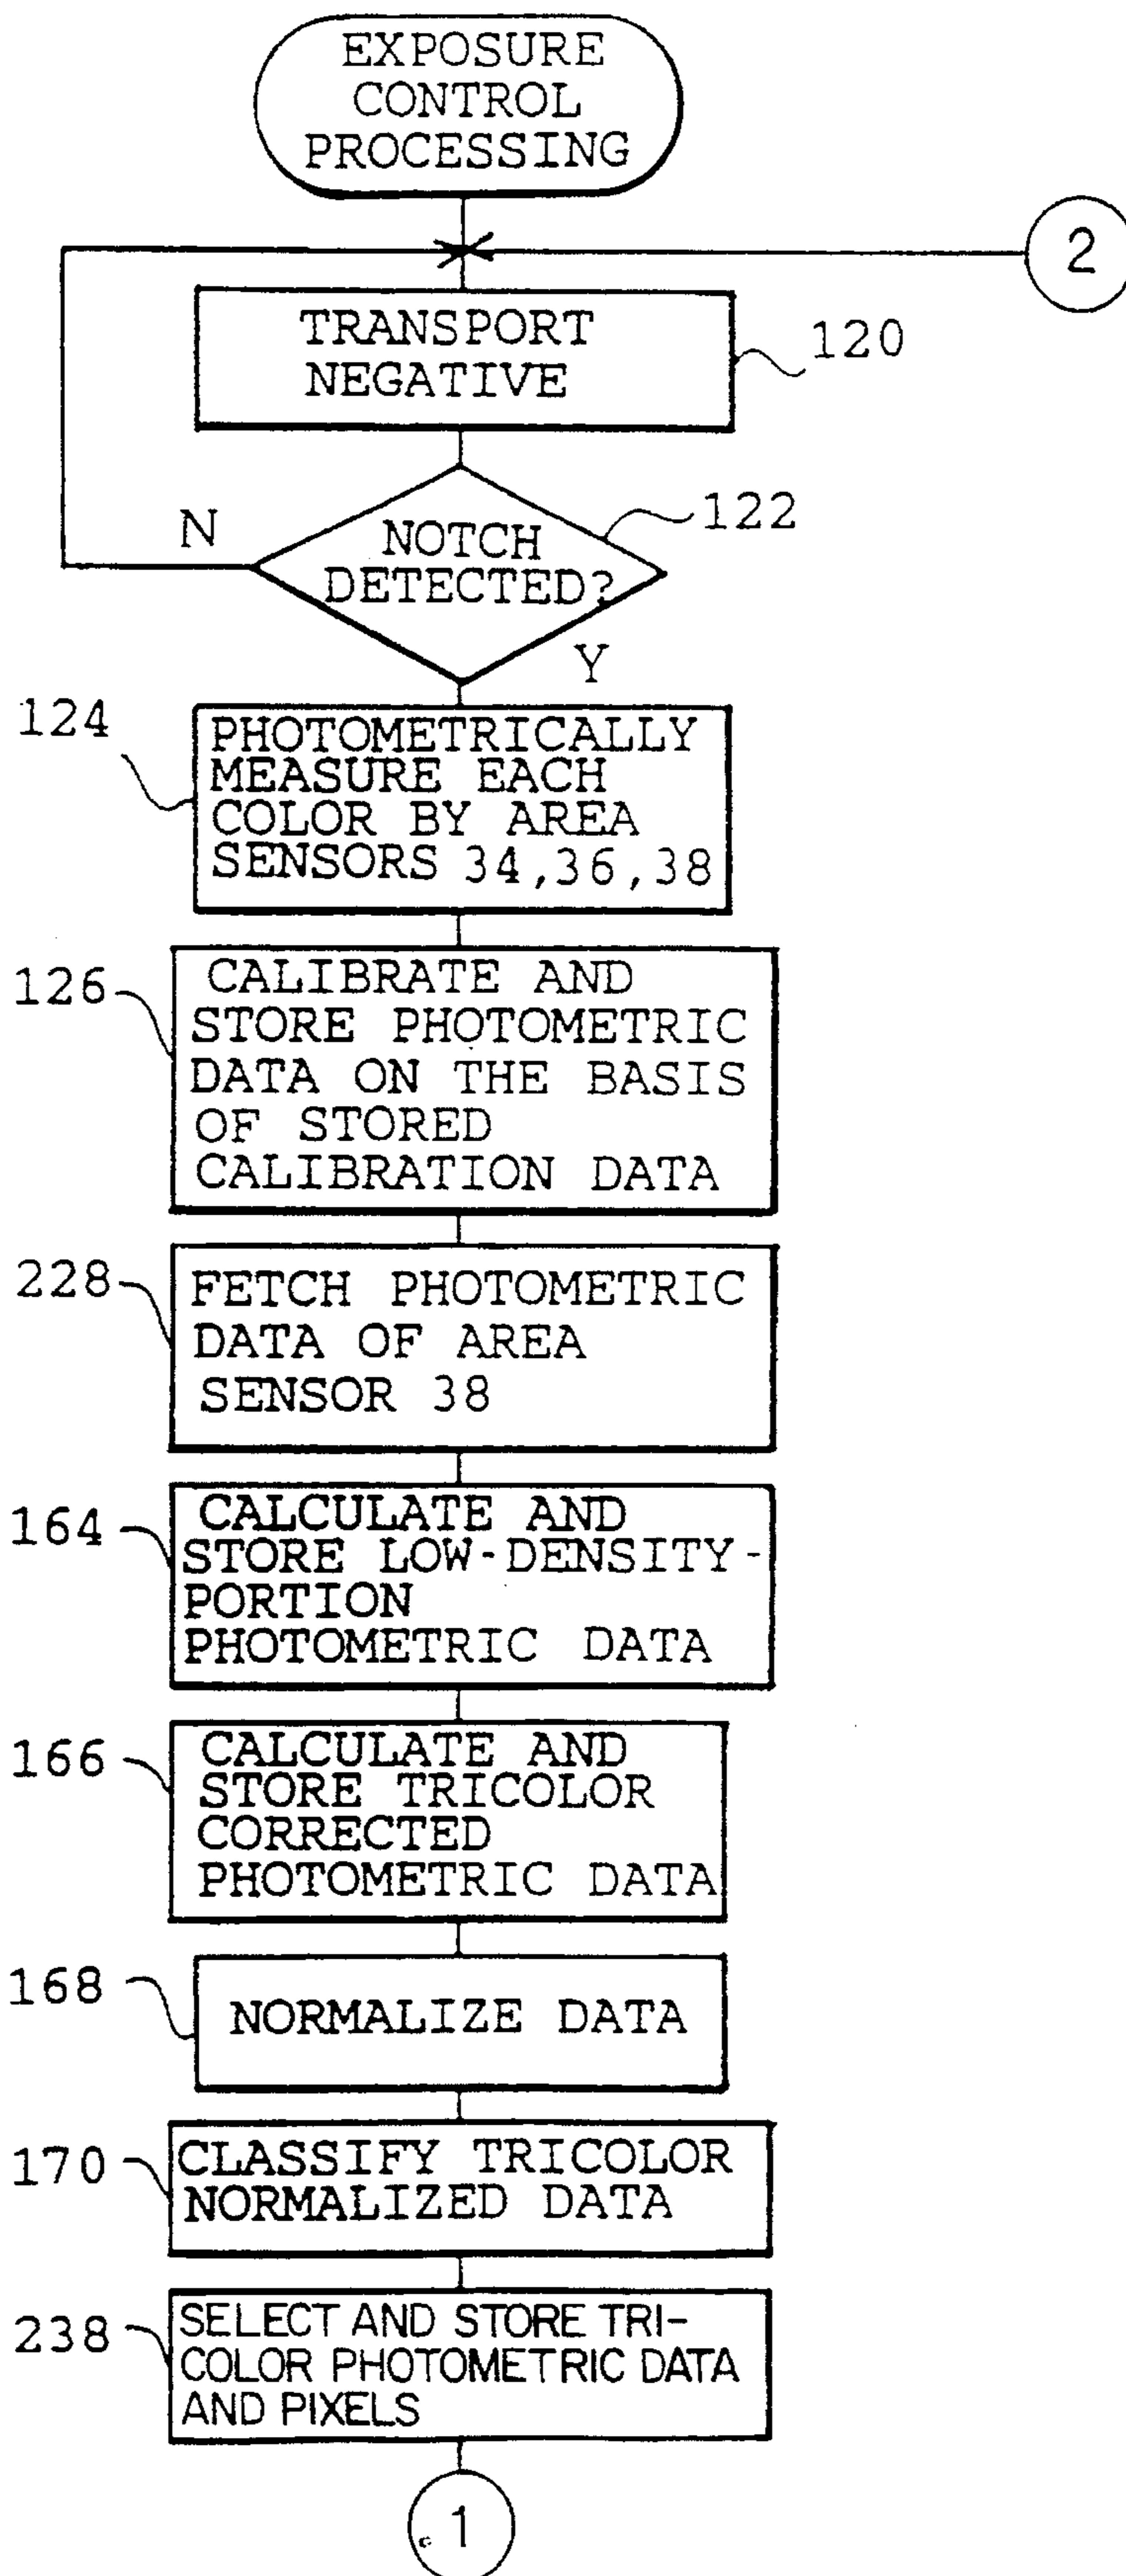 EXPOSURE
CONTROL
PROCESSING
2
TRANSPORT
NEGATIVE
120
N
NOTCH
DETECTED?
122
Y
124
PHOTOMETRICALLY
MEASURE EACH
COLOR BY AREA
SENSORS 34,36,38
126
CALIBRATE AND
STORE PHOTOMETRIC
DATA ON THE BASIS
OF STORED
CALIBRATION DATA
228
FETCH PHOTOMETRIC
DATA OF AREA
SENSOR 38
164
CALCULATE AND
STORE LOW-DENSITY-
PORTION
PHOTOMETRIC DATA
166
CALCULATE AND
STORE TRICOLOR
CORRECTED
PHOTOMETRIC DATA
168
NORMALIZE DATA
170
CLASSIFY TRICOLOR
NORMALIZED DATA
238
SELECT AND STORE TRI-
COLOR PHOTOMETRIC DATA
AND PIXELS
1